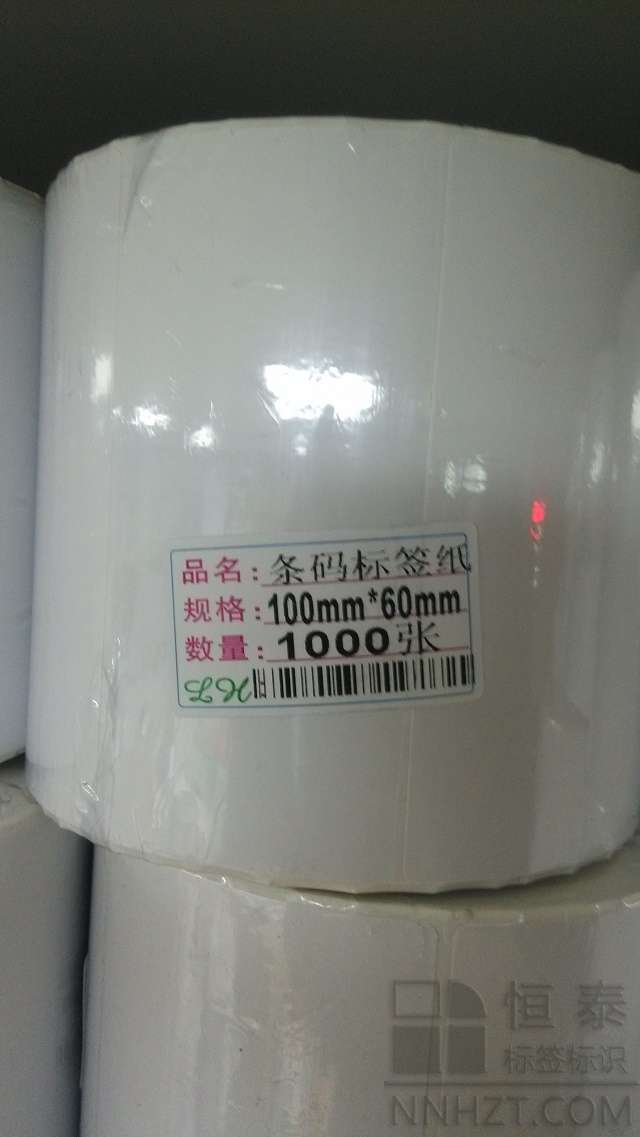 品名:条码标签纸
规格:100mm*60mm
数量:1000张
恒泰
标签标识
NNHZT.COM